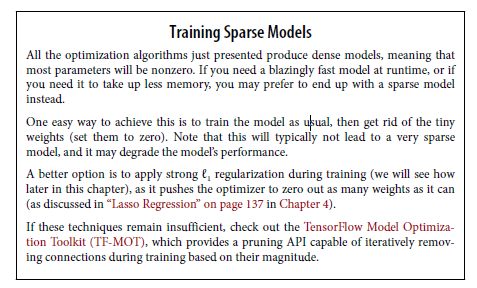 Training Sparse Models
All the optimization algorithms just presented produce dense models, meaning that
most parameters will be nonzero. If you need a blazingly fast model at runtime, or if
you need it to take up less memory, you may prefer to end up with a sparse model
instead.
One easy way to achieve this is to train the model as usual, then get rid of the tiny
weights (set them to zero). Note that this will typically not lead to a very sparse
model, and it may degrade the model's performance.
A better option is to apply strong ℓ₁ regularization during training (we will see how
later in this chapter), as it pushes the optimizer to zero out as many weights as it can
(as discussed in “Lasso Regression” on page 137 in Chapter 4).
If these techniques remain insufficient, check out the TensorFlow Model Optimiza-
tion Toolkit (TF-MOT), which provides a pruning API capable of iteratively remov-
ing connections during training based on their magnitude.